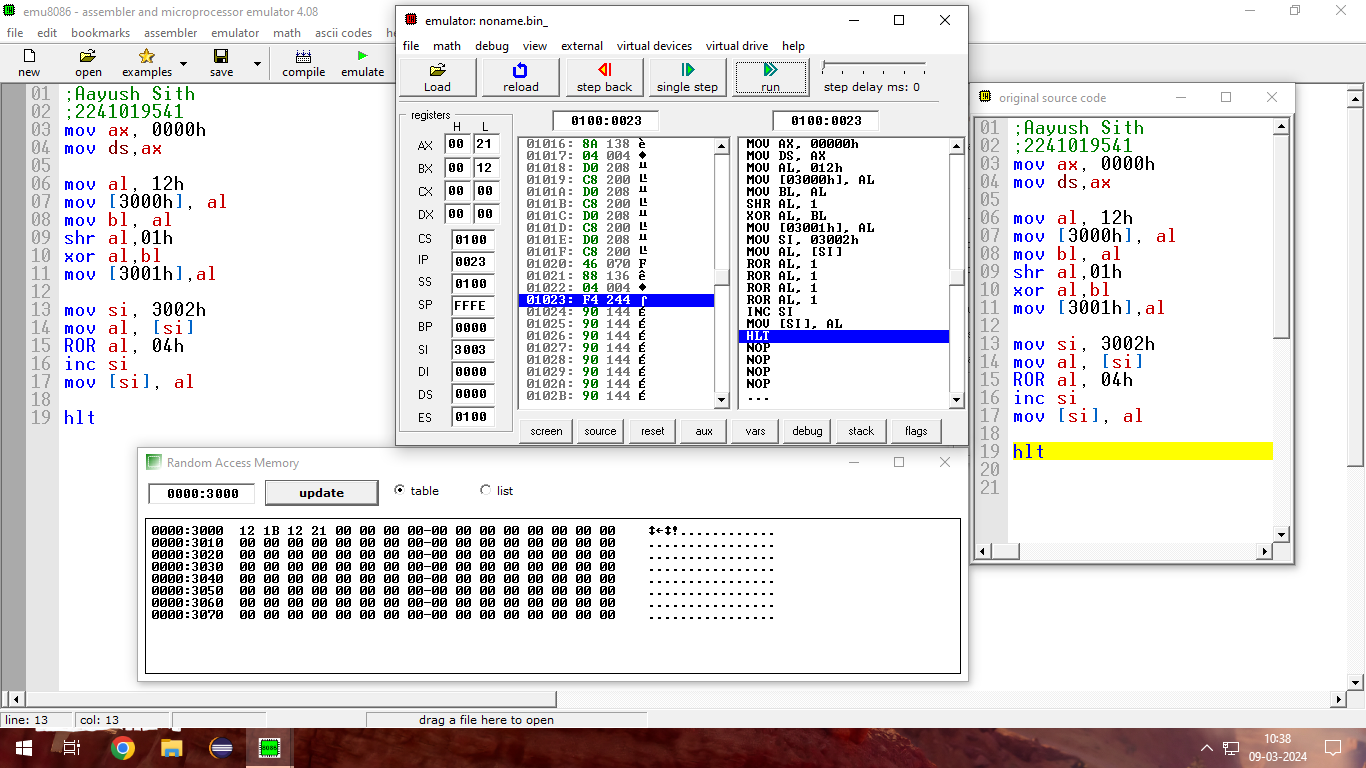 emu8086 - assembler and microprocessor emulator 4.08
file edit bookmarks assembler emulator math ascii codes
new open examples save compile emulate
01 ;Aayush Sith
02 ;2241019541
03 mov ax, 0000h
04 mov ds,ax
05
06 mov al, 12h
07 mov [3000h], al
08 mov bl, al
09 shr al,01h
10 xor al,bl
11 mov [3001h],al
12
13 mov si, 3002h
14 mov al, [si]
15 ROR al, 04h
16 inc si
17 mov [si], al
18
19 hlt
emulator: noname.bin_
file math debug view external virtual devices virtual drive help
Load reload step back single step run step delay ms: 0
registers
H L
AX 00 21
BX 00 12
CX 00 00
DX 00 00
CS 0100
IP 0023
SS 0100
SP FFFE
BP 0000
SI 3003
DI 0000
DS 0000
ES 0100
0100:0023
01016: 8A 138 è
01017: 04 004 ♦
01018: D0 208 ╨
01019: C8 200 ╚
0101A: D0 208 ╨
0101B: C8 200 ╚
0101C: D0 208 ╨
0101D: C8 200 ╚
0101E: D0 208 ╨
0101F: C8 200 ╚
01020: 46 070 F
01021: 88 136 ê
01022: 04 004 ♦
01023: F4 244 ⌠
01024: 90 144 É
01025: 90 144 É
01026: 90 144 É
01027: 90 144 É
01028: 90 144 É
01029: 90 144 É
0102A: 90 144 É
0102B: 90 144 É
0100:0023
MOV AX, 00000h
MOV DS, AX
MOV AL, 012h
MOV [03000h], AL
MOV BL, AL
SHR AL, 1
XOR AL, BL
MOV [03001h], AL
MOV SI, 03002h
MOV AL, [SI]
ROR AL, 1
ROR AL, 1
ROR AL, 1
ROR AL, 1
INC SI
MOV [SI], AL
HLT
NOP
NOP
NOP
NOP
...
screen source reset aux vars debug stack flags
original source code
01 ;Aayush Sith
02 ;2241019541
03 mov ax, 0000h
04 mov ds,ax
05
06 mov al, 12h
07 mov [3000h], al
08 mov bl, al
09 shr al,01h
10 xor al,bl
11 mov [3001h],al
12
13 mov si, 3002h
14 mov al, [si]
15 ROR al, 04h
16 inc si
17 mov [si], al
18
19 hlt
20
21
Random Access Memory
0000:3000 update table list
0000:3000 12 1B 12 21 00 00 00 00-00 00 00 00 00 00 00 00 ↕←↕!............
0000:3010 00 00 00 00 00 00 00 00-00 00 00 00 00 00 00 00 ................
0000:3020 00 00 00 00 00 00 00 00-00 00 00 00 00 00 00 00 ................
0000:3030 00 00 00 00 00 00 00 00-00 00 00 00 00 00 00 00 ................
0000:3040 00 00 00 00 00 00 00 00-00 00 00 00 00 00 00 00 ................
0000:3050 00 00 00 00 00 00 00 00-00 00 00 00 00 00 00 00 ................
0000:3060 00 00 00 00 00 00 00 00-00 00 00 00 00 00 00 00 ................
0000:3070 00 00 00 00 00 00 00 00-00 00 00 00 00 00 00 00 ................
line: 13 col: 13 drag a file here to open
8086
10:38
09-03-2024